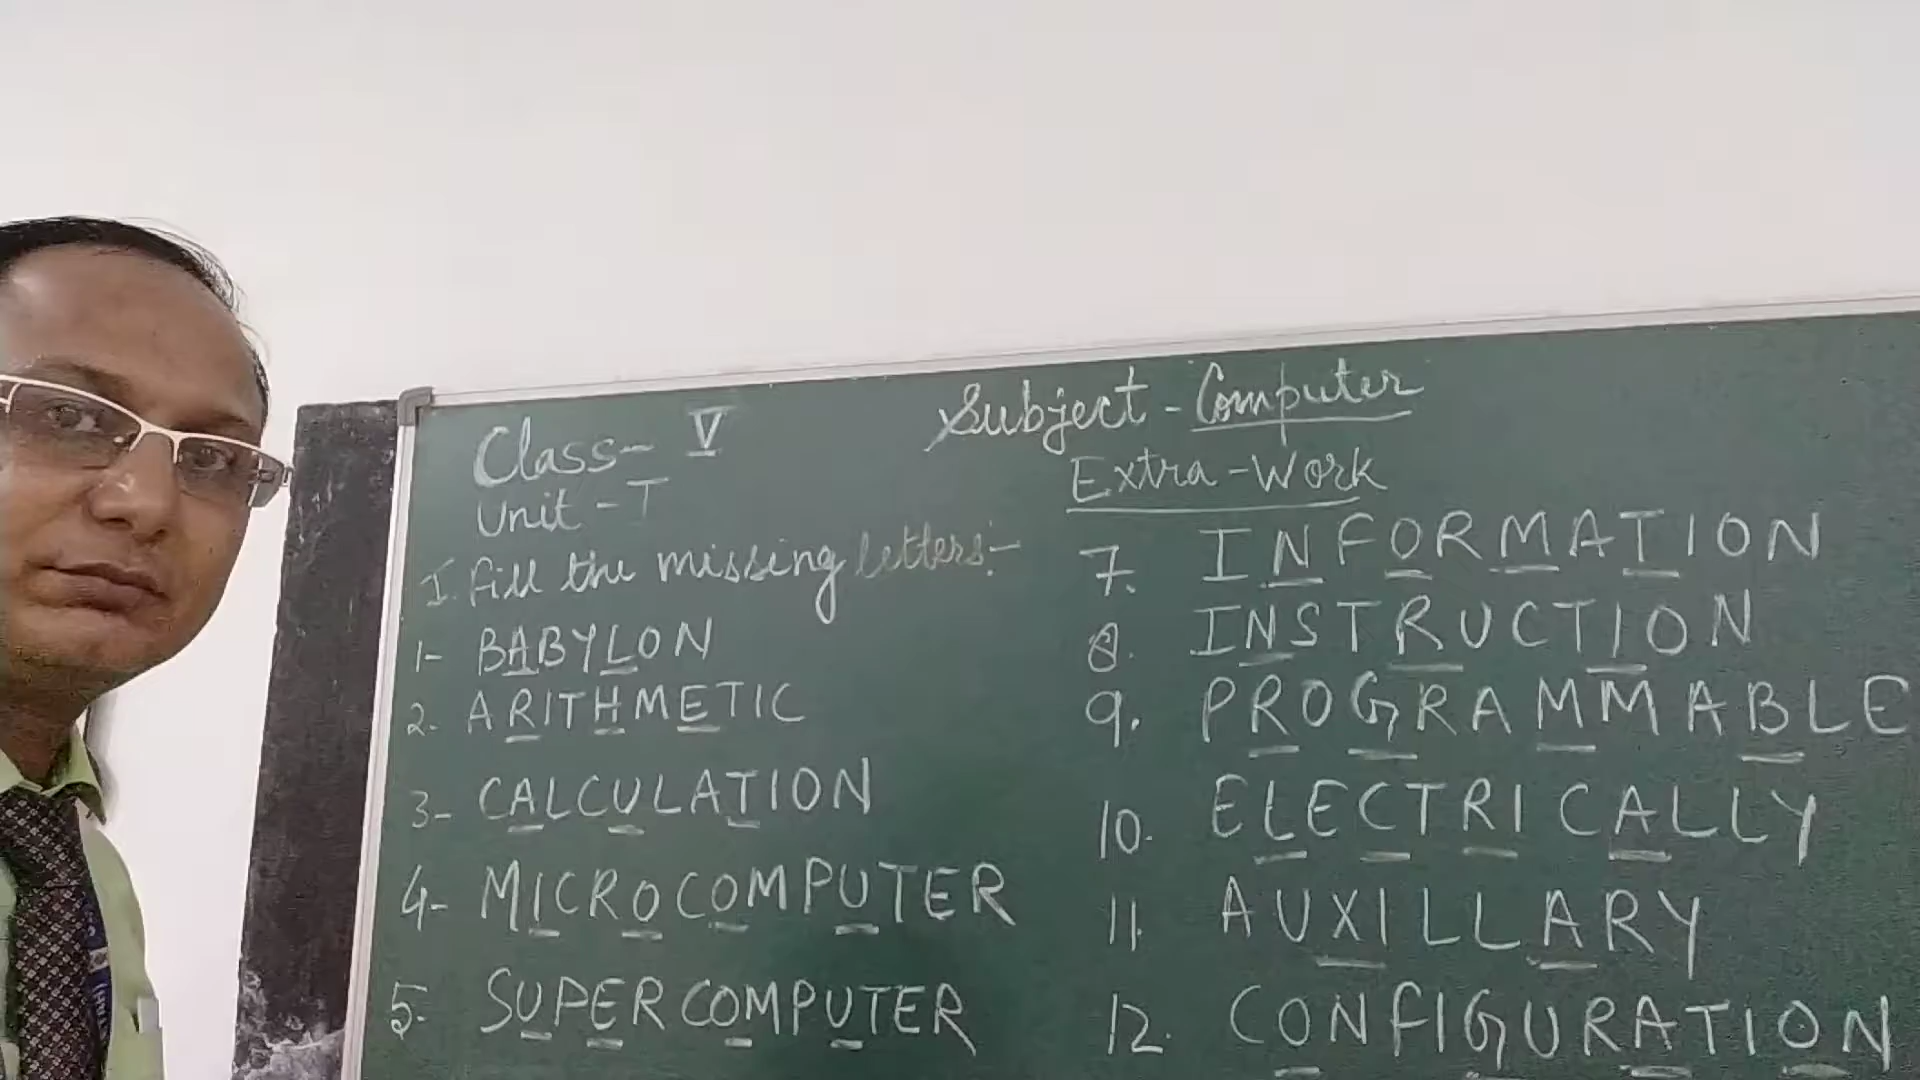 Class- V
Unit - I
Subject - Computer
Extra-Work
I. Fill the missing letters:-
1- BABYLON
2- ARITHMETIC
3- CALCULATION
4- MICROCOMPUTER
5- SUPERCOMPUTER
7. INFORMATION
8. INSTRUCTION
9. PROGRAMMABLE
10. ELECTRICALLY
11. AUXILLARY
12. CONFIGURATION